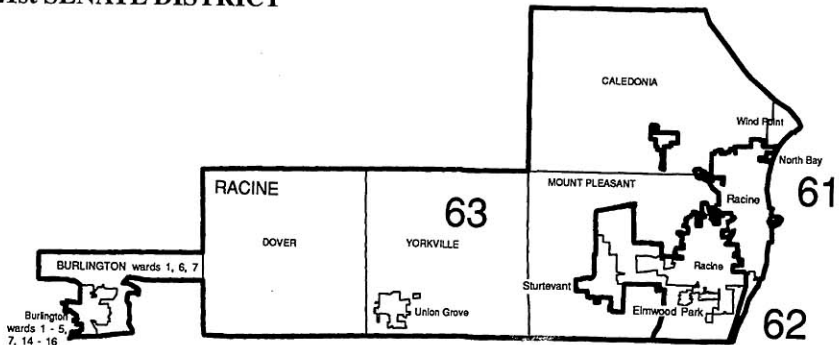 1st SENATE DISTRICT
CALEDONIA
Wind Point
North Bay
RACINE
MOUNT PLEASANT
61
63
Racine
DOVER
YORKVILLE
BURLINGTON wards 1, 6, 7
Racine
Sturtevant
Burlington
wards 1 - 5,
7, 14 - 16
Union Grove
Elmwood Park
62